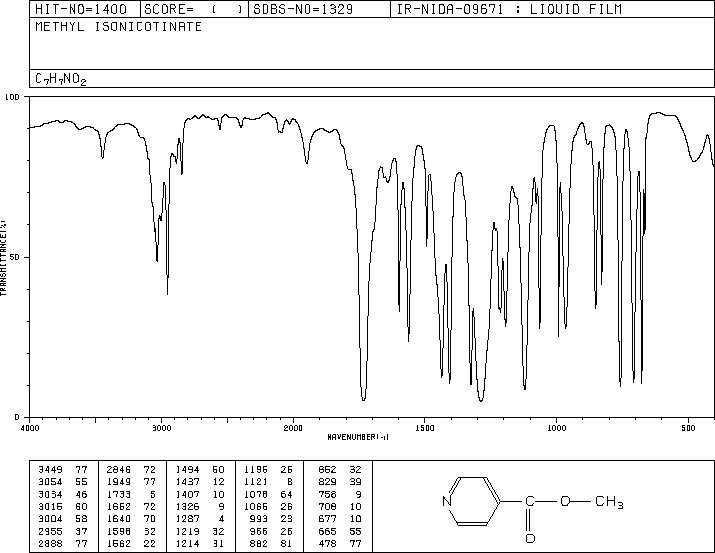 HIT-NO=1400 SCORE= ( ) SDBS-NO=1329 IR-NIDA-09671 : LIQUID FILM
METHYL ISONICOTINATE
C7H7NO2
100
50
0
TRANSMITTANCE(%)
4000 3000 2000 1500 1000 500
WAVENUMBER(-1)
3449 77 2846 72 1494 50 1196 26 852 32
3054 55 1949 77 1437 12 1121 8 829 39
3034 46 1733 5 1407 10 1078 64 758 9
3015 60 1662 72 1326 9 1066 26 708 10
3004 58 1640 70 1287 4 993 23 677 10
2955 37 1598 32 1219 32 966 26 665 55
2888 77 1562 22 1214 31 882 81 478 77
N C O CH3
O